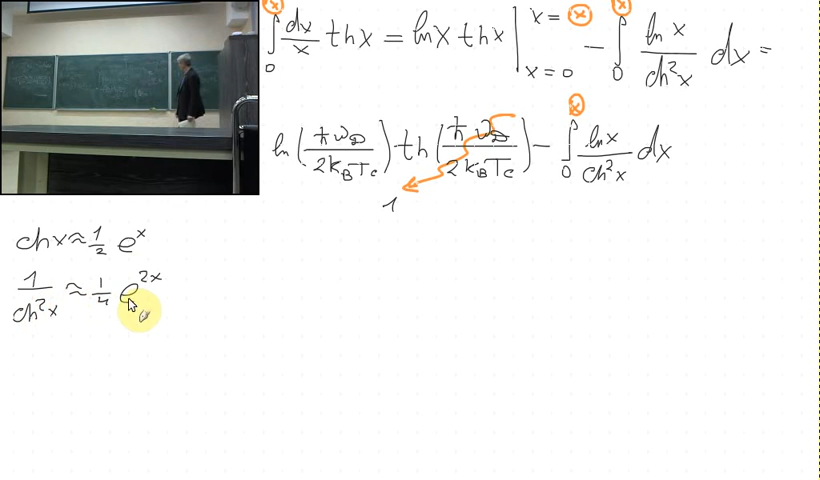 ∫₀^ⓧ dx/x thx = lnx thx |_{x=0}^{x=ⓧ} − ∫₀^ⓧ lnx/ch²x dx =
ln(ħω_D/2k_BT_c) th(ħω_D/2k_BT_c) − ∫₀^ⓧ lnx/ch²x dx
1
chx ≈ 1/2 e^x
1/ch²x ≈ 1/4 e^{2x}